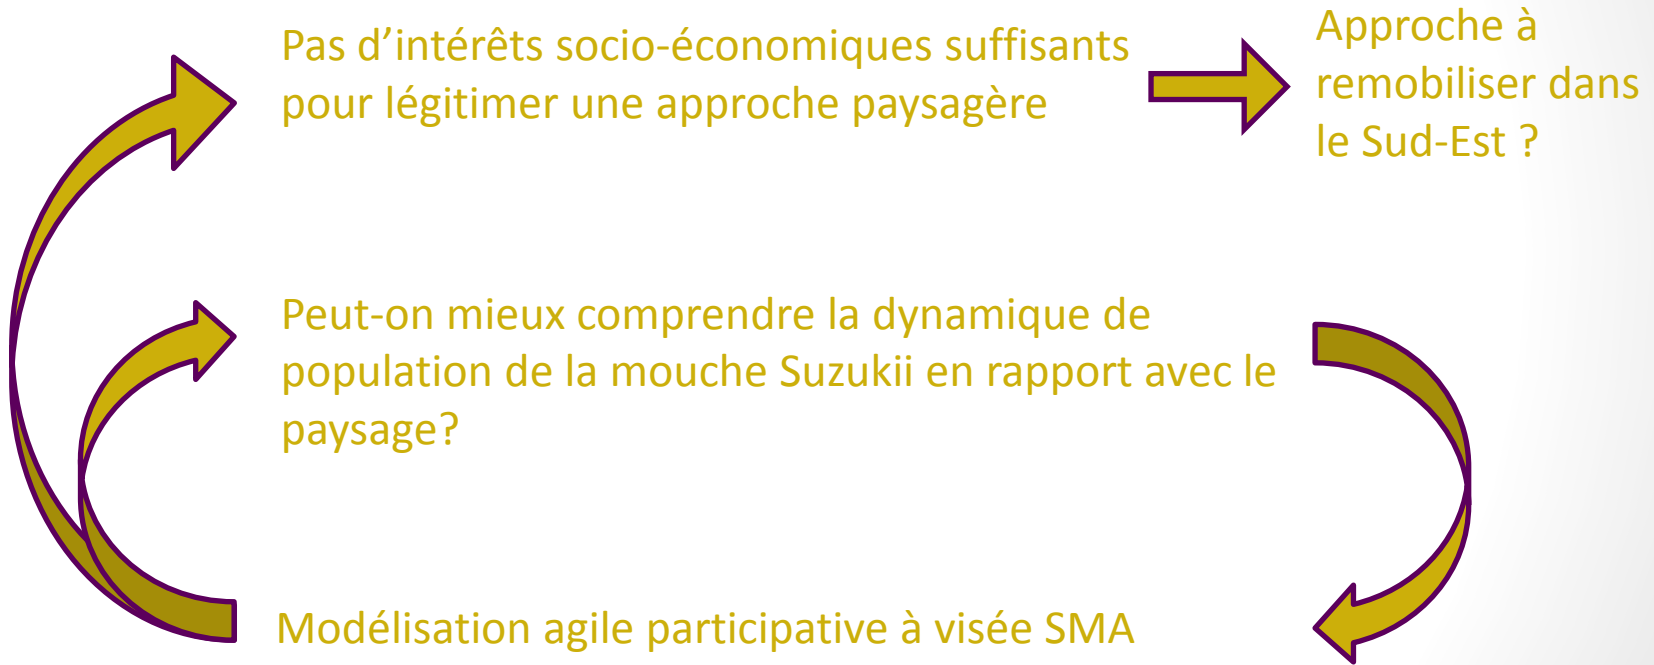 Pas d’intérêts socio-économiques suffisants
pour légitimer une approche paysagère
Approche à
remobiliser dans
le Sud-Est ?
Peut-on mieux comprendre la dynamique de
population de la mouche Suzukii en rapport avec le
paysage?
Modélisation agile participative à visée SMA